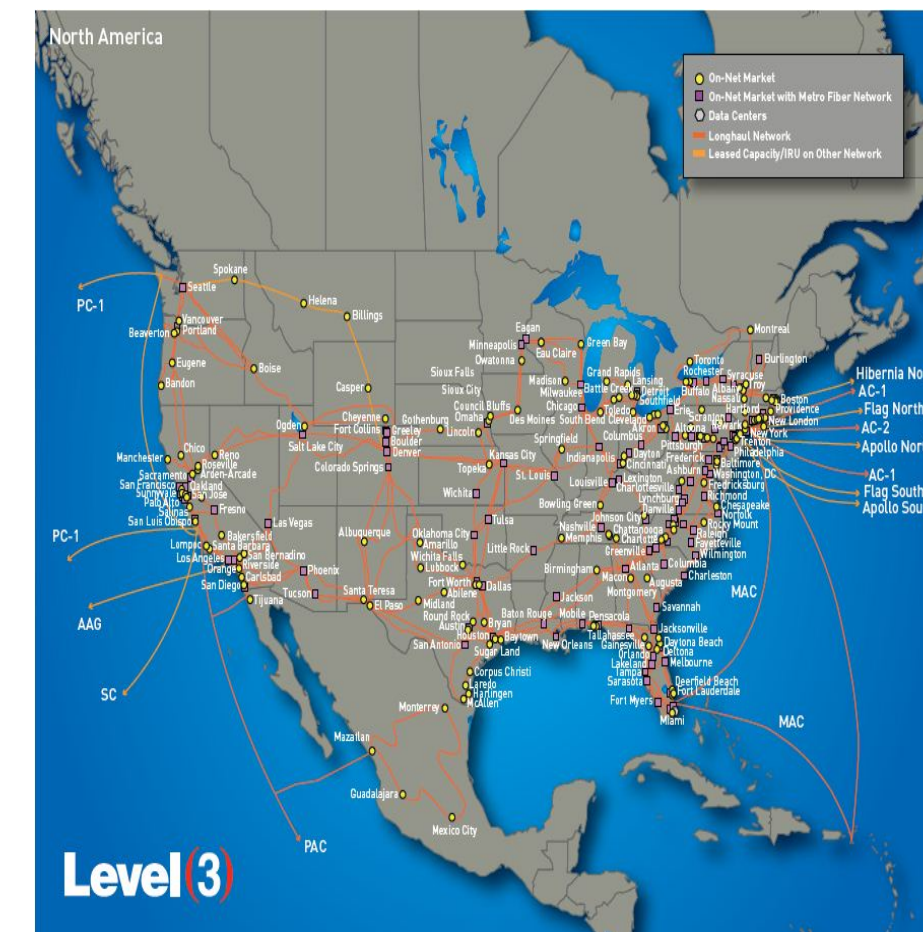 North America
On-Net Market
On-Net Market with Metro Fiber Network
Data Centers
Longhaul Network
Leased Capacity/IRU on Other Network
Spokane
Seattle
PC-1
Helena
Billings
Vancouver
Portland
Beaverton
Eugene
Boise
Bandon
Casper
Eagan
Minneapolis
Owatonna
Eau Claire
Green Bay
Montreal
Burlington
Toronto
Rochester
Syracuse
Troy
Buffalo
Albany
Nassau
Boston
Hibernia No
AC-1
Flag North
AC-2
Apollo Nort
AC-1
Flag South
Apollo Sout
Sioux Falls
Sioux City
Madison
Milwaukee
Grand Rapids
Lansing
Battle Creek
Detroit
Southfield
Chicago
Toledo
Erie
Scranton
Hartford
Providence
New London
Newark
New York
Trenton
Philadelphia
Council Bluffs
Omaha
Des Moines
South Bend
Cleveland
Akron
Altoona
Pittsburgh
Cheyenne
Fort Collins
Greeley
Boulder
Denver
Gothenburg
Lincoln
Ogden
Salt Lake City
Colorado Springs
Topeka
Kansas City
Springfield
Indianapolis
Columbus
Dayton
Cincinnati
Frederick
Baltimore
Ashburn
Washington, DC
Fredericksburg
St. Louis
Louisville
Lexington
Charlottesville
Richmond
Lynchburg
Danville
Chesapeake
Norfolk
Manchester
Chico
Reno
Roseville
Sacramento
Arden-Arcade
San Francisco
Oakland
Sunnyvale
San Jose
Palo Alto
Salinas
Fresno
San Luis Obispo
Las Vegas
Wichita
Tulsa
Bowling Green
Nashville
Johnson City
Chattanooga
Rocky Mount
Raleigh
Memphis
Charlotte
Fayetteville
Greenville
Wilmington
PC-1
Bakersfield
Lompoc
Santa Barbara
Los Angeles
San Bernadino
Riverside
Orange
Carlsbad
San Diego
Tijuana
Albuquerque
Oklahoma City
Amarillo
Wichita Falls
Lubbock
Little Rock
Phoenix
Tucson
Santa Teresa
El Paso
Midland
Fort Worth
Abilene
Dallas
Birmingham
Atlanta
Columbia
Macon
Augusta
Charleston
Montgomery
Savannah
MAC
Jackson
AAG
SC
Round Rock
Austin
Bryan
Baton Rouge
Mobile
Pensacola
Houston
Baytown
San Antonio
Sugar Land
New Orleans
Tallahassee
Jacksonville
Gainesville
Daytona Beach
Orlando
Deltona
Lakeland
Melbourne
Tampa
Sarasota
Corpus Christi
Laredo
Harlingen
McAllen
Deerfield Beach
Fort Lauderdale
Fort Myers
Miami
MAC
Monterrey
Mazatlan
Guadalajara
Mexico City
PAC
Level(3)